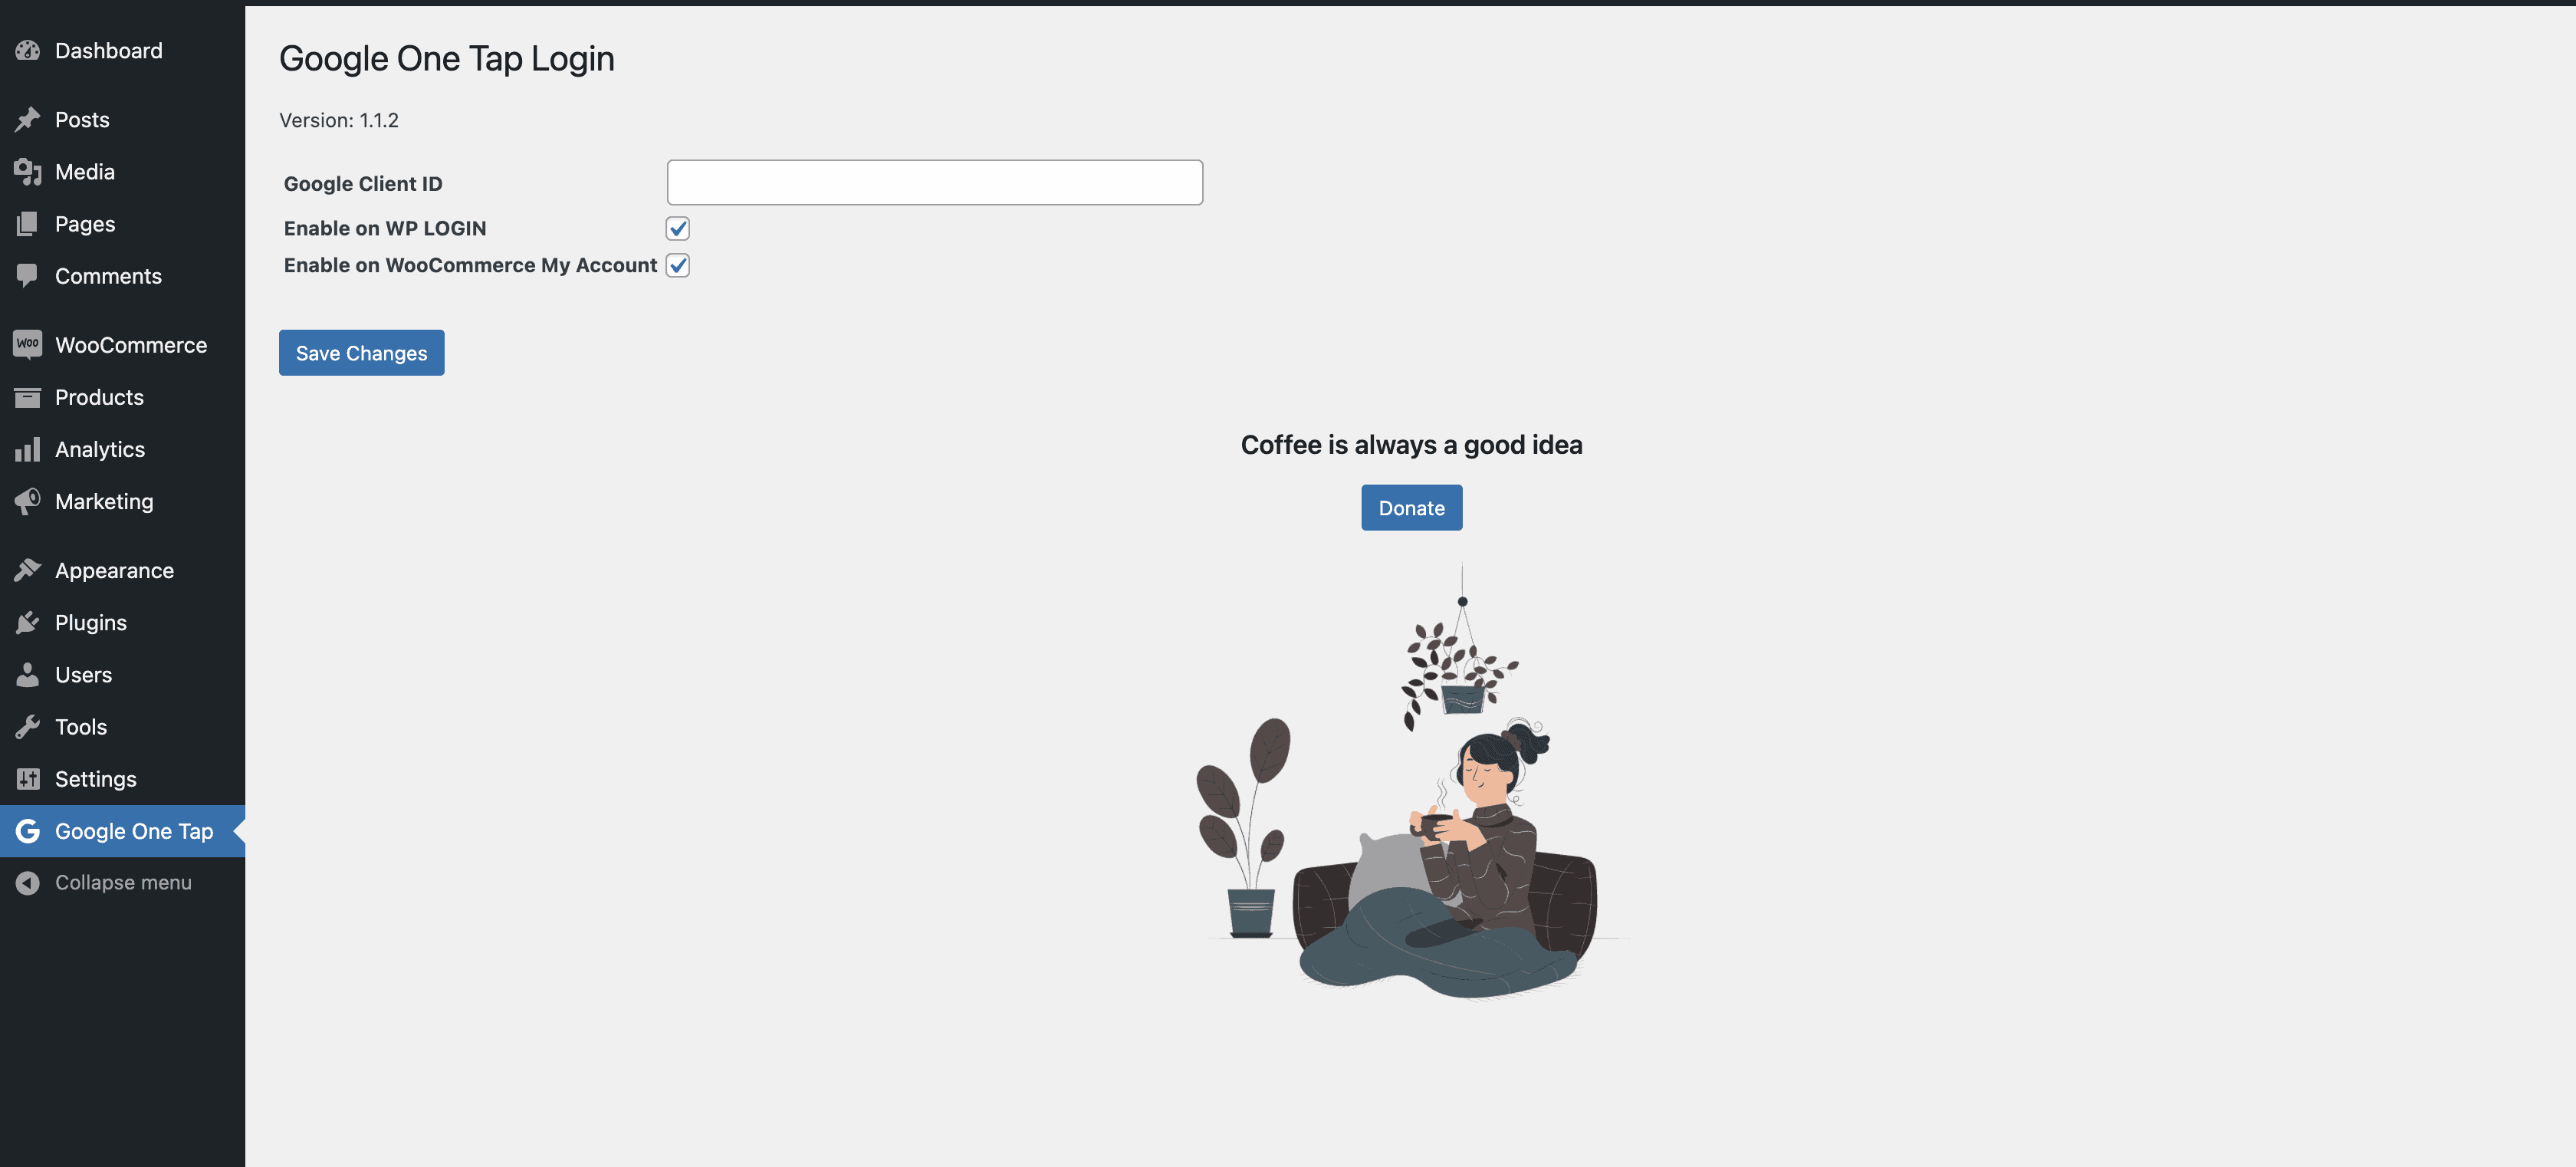 Dashboard
Posts
Media
Pages
Comments
Woo
WooCommerce
Products
Analytics
Marketing
Appearance
Plugins
Users
Tools
Settings
G
Google One Tap
Collapse menu
Google One Tap Login
Version: 1.1.2
Google Client ID
Enable on WP LOGIN
Enable on WooCommerce My Account
Save Changes
Coffee is always a good idea
Donate